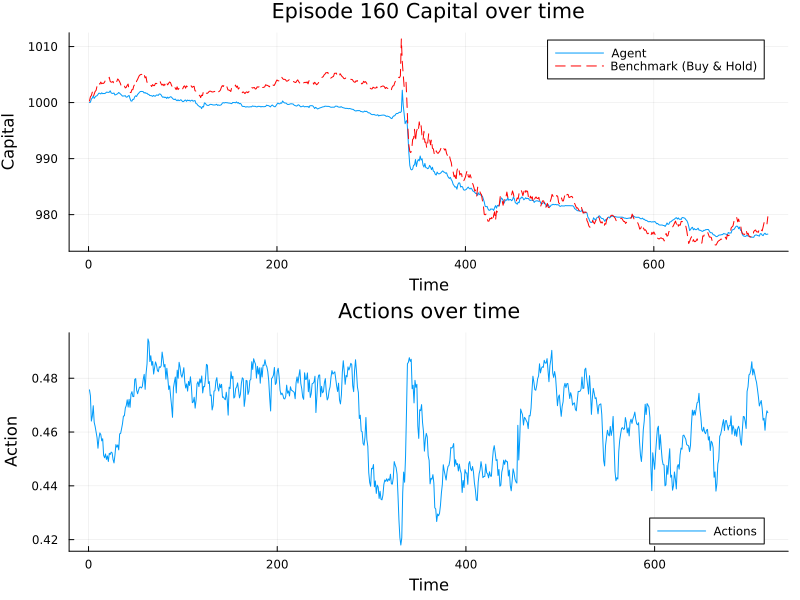 Episode 160 Capital over time
1010
1000
990
980
Capital
Agent
Benchmark (Buy & Hold)
0 200 400 600
Time
Actions over time
0.48
0.46
0.44
0.42
Action
Actions
0 200 400 600
Time